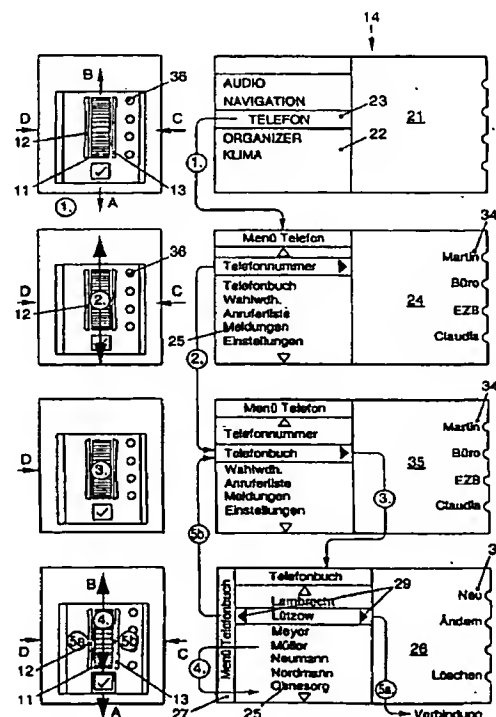 14
B
36
D
C
12
11
13
A
1.
AUDIO
NAVIGATION
TELEFON
ORGANIZER
KLIMA
23
22
21
1.
36
D
C
12
2.
25
Menü Telefon
Telefonnummer
Telefonbuch
Wahlwdh.
Anruferliste
Meldungen
Einstellungen
24
34
Martin
Büro
EZB
Claudia
2.
D
3.
Menü Telefon
Telefonnummer
Telefonbuch
Wahlwdh.
Anruferliste
Meldungen
Einstellungen
35
34
Martin
Büro
EZB
Claudia
3.
5b.
B
4.
5a.
5b.
D
C
12
11
13
A
27
25
4.
Menü Telefonbuch
Telefonbuch
Lambrecht
Lützow
Meyor
Müller
Neumann
Nordmann
29
26
Neu
Ändern
Löschen
5a.
Verbindung